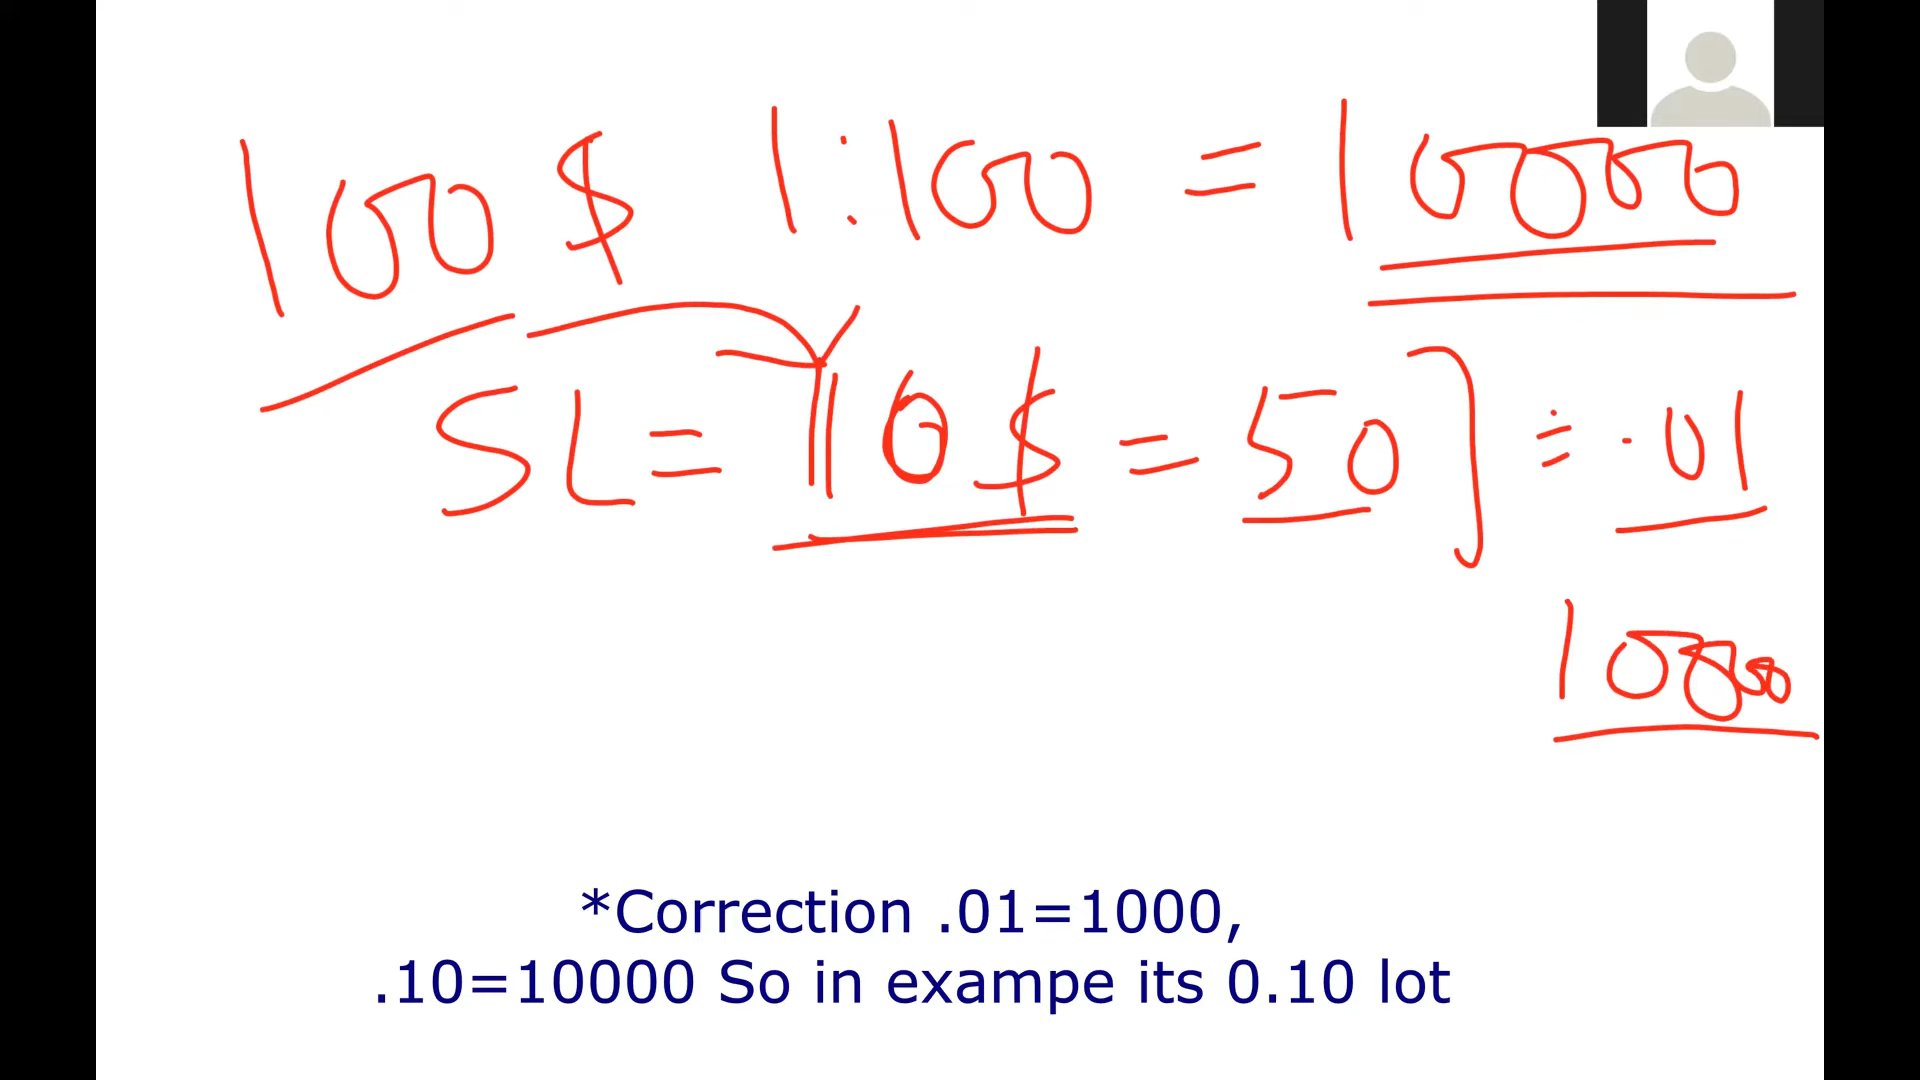 100$ 1:100 = 10000
SL = 10$ = 50] = .01
10000
*Correction .01=1000,
.10=10000 So in exampe its 0.10 lot